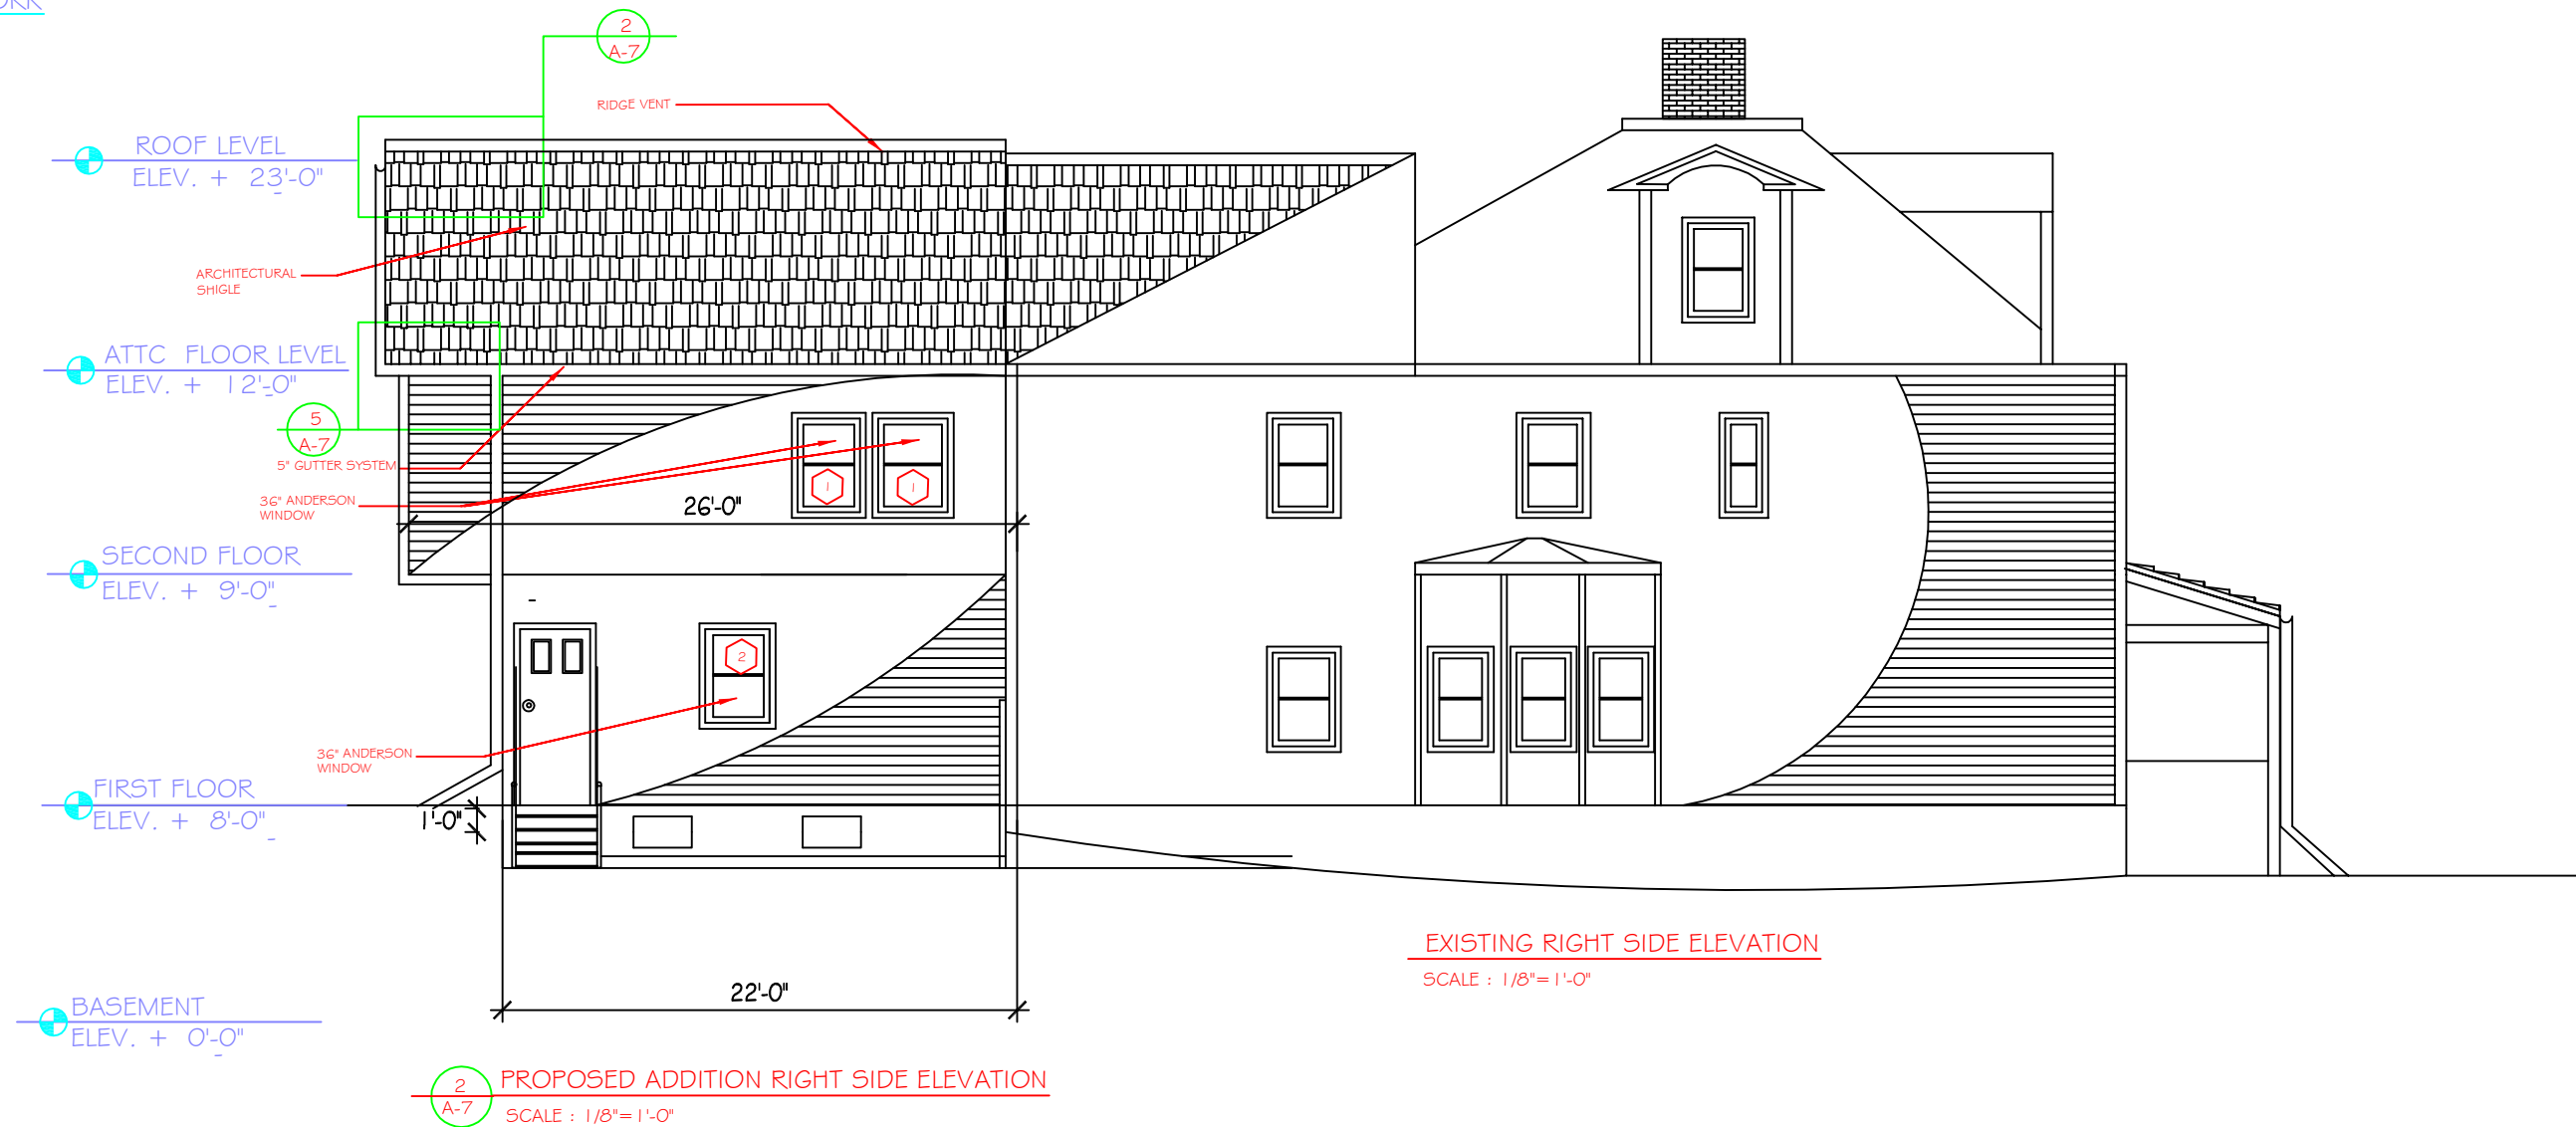 2
A-7
RIDGE VENT
ROOF LEVEL
ELEV. + 23'-0"
ARCHITECTURAL
SHIGLE
ATTC FLOOR LEVEL
ELEV. + 12'-0"
5
A-7
5" GUTTER SYSTEM
36" ANDERSON
WINDOW
1
1
26'-0"
SECOND FLOOR
ELEV. + 9'-0"
2
36" ANDERSON
WINDOW
FIRST FLOOR
ELEV. + 8'-0"
1'-0"
EXISTING RIGHT SIDE ELEVATION
SCALE : 1/8"=1'-0"
22'-0"
BASEMENT
ELEV. + 0'-0"
2
A-7
PROPOSED ADDITION RIGHT SIDE ELEVATION
SCALE : 1/8"=1'-0"